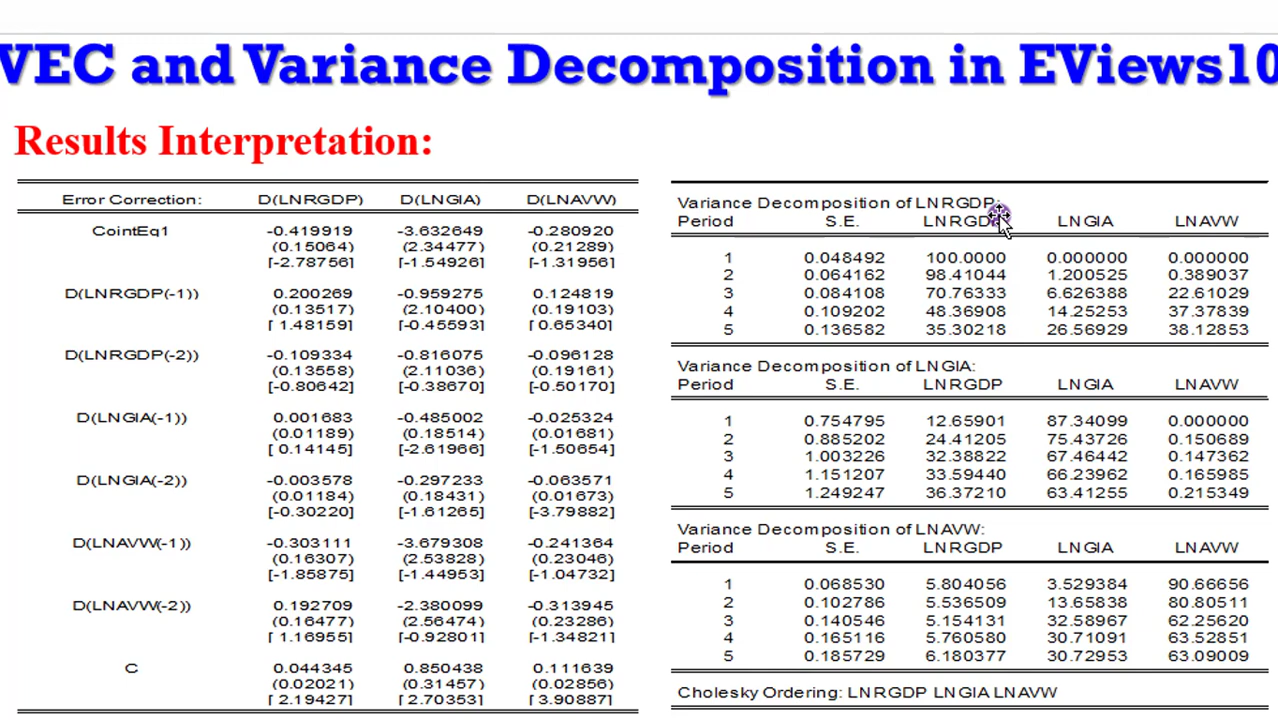 VEC and Variance Decomposition in EViews10
Results Interpretation:
Error Correction: D(LNRGDP) D(LNGIA) D(LNAVW)
CointEq1 -0.419919 -3.632649 -0.280920
(0.15064) (2.34477) (0.21289)
[-2.78756] [-1.54926] [-1.31956]
D(LNRGDP(-1)) 0.200269 -0.959275 0.124819
(0.13517) (2.10400) (0.19103)
[ 1.48159] [-0.45593] [ 0.65340]
D(LNRGDP(-2)) -0.109334 -0.816075 -0.096128
(0.13558) (2.11036) (0.19161)
[-0.80642] [-0.38670] [-0.50170]
D(LNGIA(-1)) 0.001683 -0.485002 -0.025324
(0.01189) (0.18514) (0.01681)
[ 0.14145] [-2.61966] [-1.50654]
D(LNGIA(-2)) -0.003578 -0.297233 -0.063571
(0.01184) (0.18431) (0.01673)
[-0.30220] [-1.61265] [-3.79882]
D(LNAVW(-1)) -0.303111 -3.679308 -0.241364
(0.16307) (2.53828) (0.23046)
[-1.85875] [-1.44953] [-1.04732]
D(LNAVW(-2)) 0.192709 -2.380099 -0.313945
(0.16477) (2.56474) (0.23286)
[ 1.16955] [-0.92801] [-1.34821]
C 0.044345 0.850438 0.111639
(0.02021) (0.31457) (0.02856)
[ 2.19427] [ 2.70353] [ 3.90887]
Variance Decomposition of LNRGDP:
Period S.E. LNRGDP LNGIA LNAVW
1 0.048492 100.0000 0.000000 0.000000
2 0.064162 98.41044 1.200525 0.389037
3 0.084108 70.76333 6.626388 22.61029
4 0.109202 48.36908 14.25253 37.37839
5 0.136582 35.30218 26.56929 38.12853
Variance Decomposition of LNGIA:
Period S.E. LNRGDP LNGIA LNAVW
1 0.754795 12.65901 87.34099 0.000000
2 0.885202 24.41205 75.43726 0.150689
3 1.003226 32.38822 67.46442 0.147362
4 1.151207 33.59440 66.23962 0.165985
5 1.249247 36.37210 63.41255 0.215349
Variance Decomposition of LNAVW:
Period S.E. LNRGDP LNGIA LNAVW
1 0.068530 5.804056 3.529384 90.66656
2 0.102786 5.536509 13.65838 80.80511
3 0.140546 5.154131 32.58967 62.25620
4 0.165116 5.760580 30.71091 63.52851
5 0.185729 6.180377 30.72953 63.09009
Cholesky Ordering: LNRGDP LNGIA LNAVW